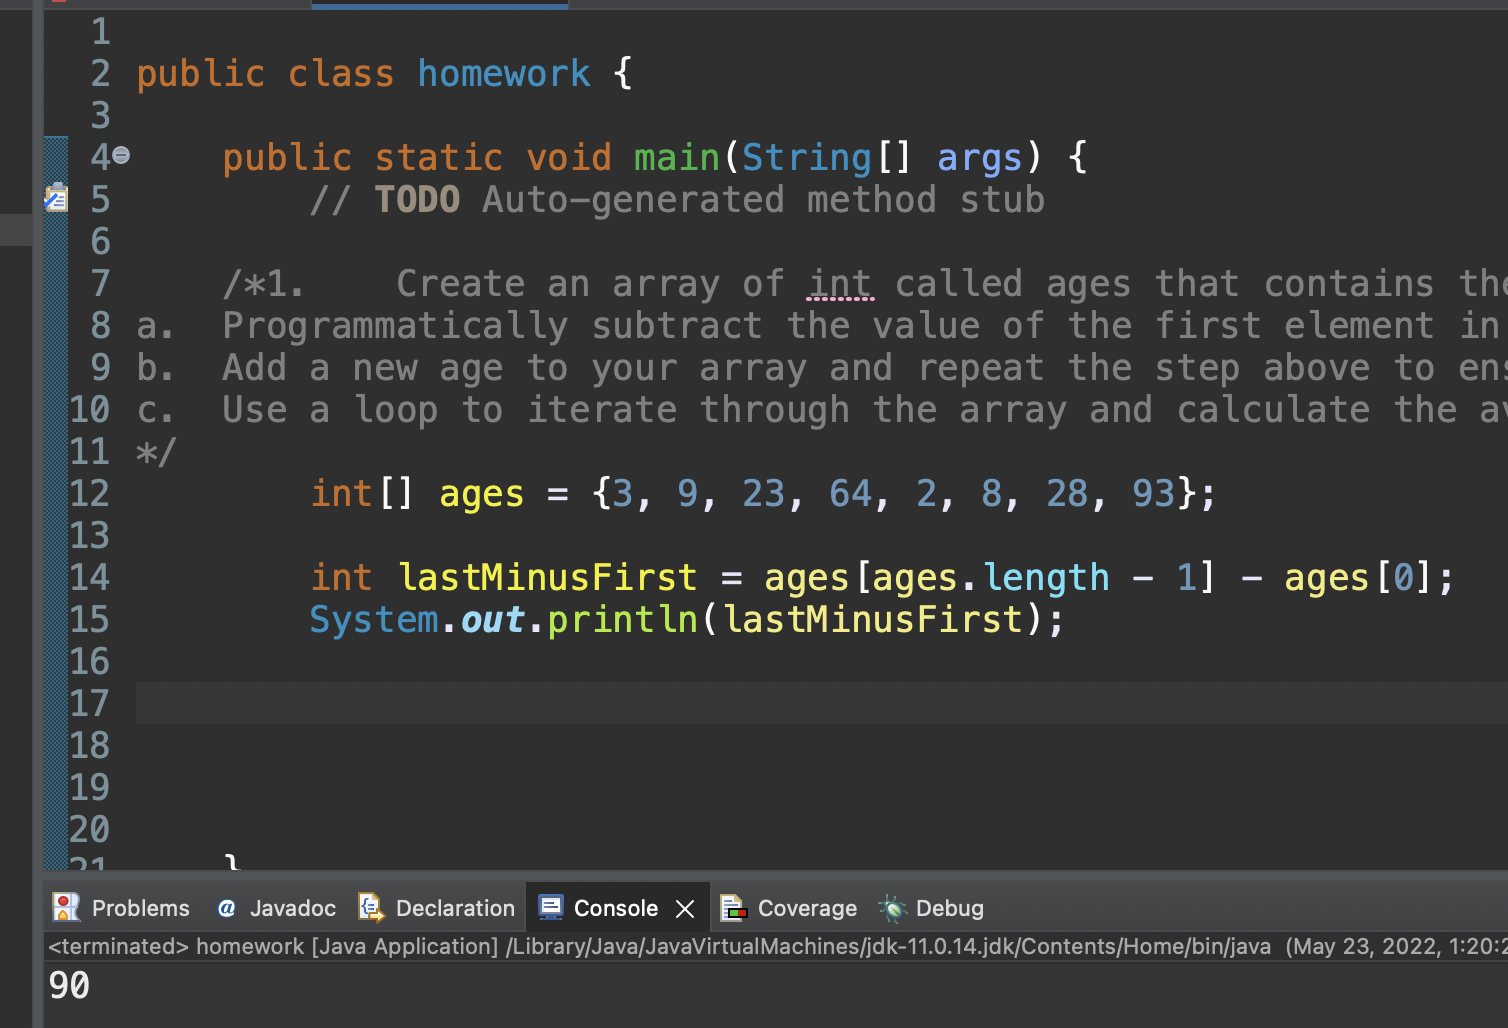 1
2 public class homework {
3
4 public static void main(String[] args) {
5 // TODO Auto-generated method stub
6
7 /*1. Create an array of int called ages that contains the
8 a. Programmatically subtract the value of the first element in
9 b. Add a new age to your array and repeat the step above to ens
10 c. Use a loop to iterate through the array and calculate the av
11 */
12 int[] ages = {3, 9, 23, 64, 2, 8, 28, 93};
13
14 int lastMinusFirst = ages[ages.length - 1] - ages[0];
15 System.out.println(lastMinusFirst);
16
17
18
19
20
21 }
Problems @ Javadoc Declaration Console Coverage Debug
<terminated> homework [Java Application] /Library/Java/JavaVirtualMachines/jdk-11.0.14.jdk/Contents/Home/bin/java (May 23, 2022, 1:20:2
90